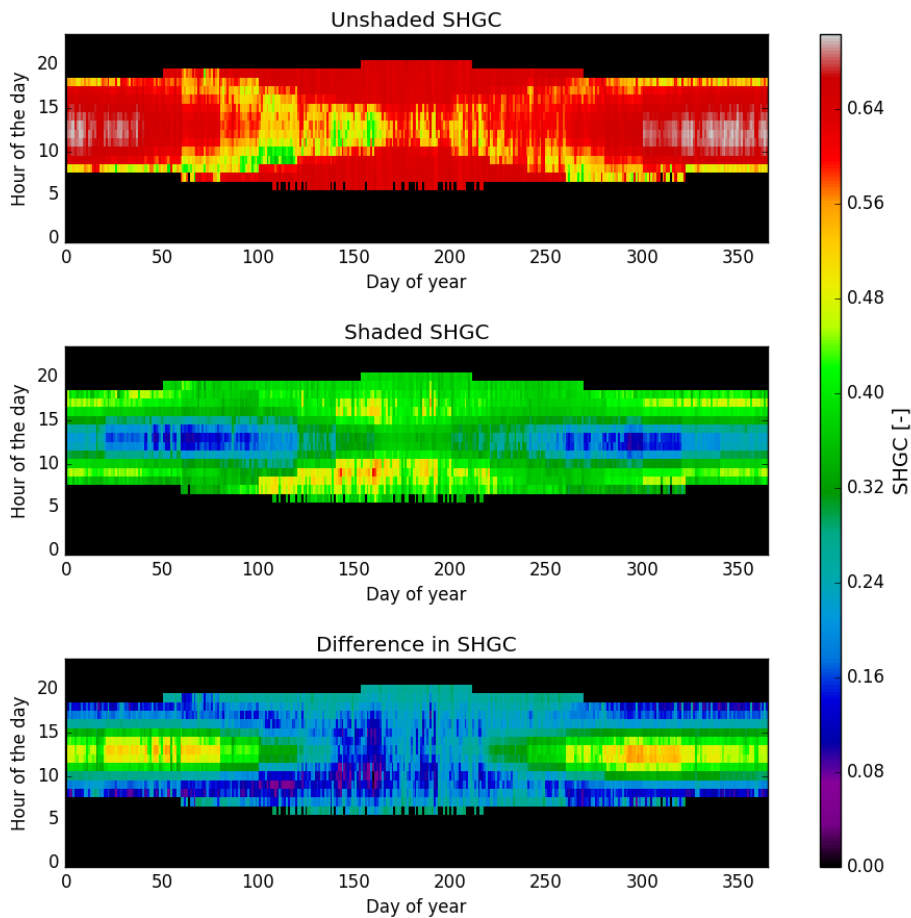 Unshaded SHGC
20
15
10
5
0
Hour of the day
0 50 100 150 200 250 300 350
Day of year
Shaded SHGC
20
15
10
5
0
Hour of the day
0 50 100 150 200 250 300 350
Day of year
Difference in SHGC
20
15
10
5
0
Hour of the day
0 50 100 150 200 250 300 350
Day of year
0.64
0.56
0.48
0.40
0.32
0.24
0.16
0.08
0.00
SHGC [-]